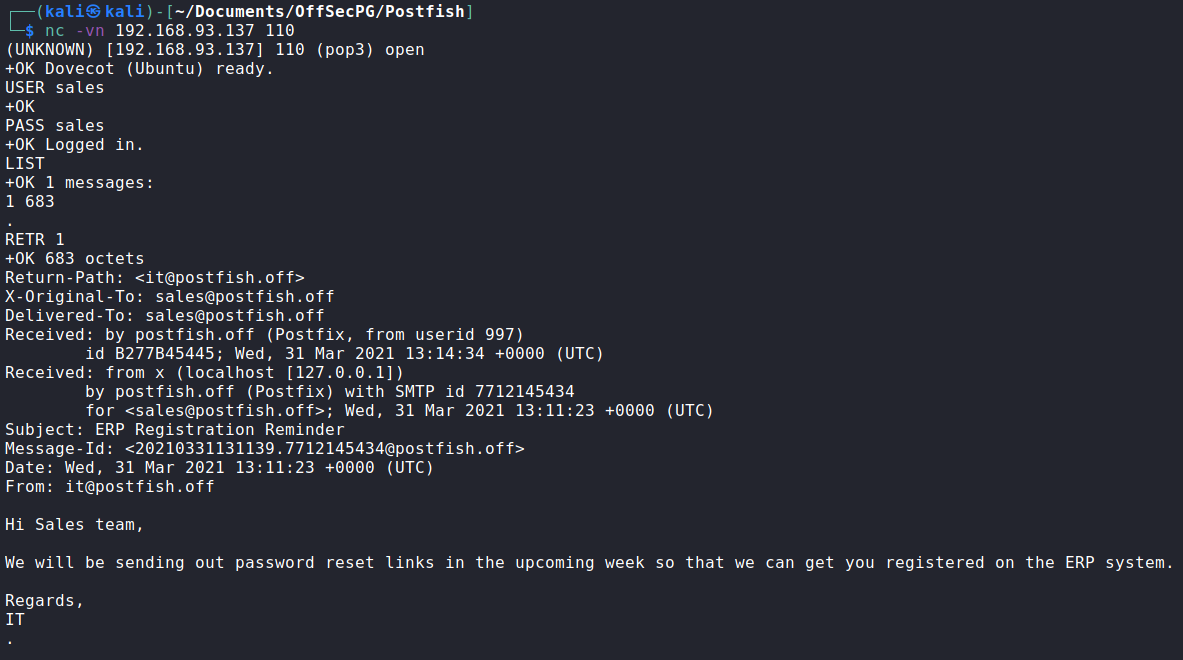 ┌──(kali㉿kali)-[~/Documents/OffSecPG/Postfish]
└─$ nc -vn 192.168.93.137 110
(UNKNOWN) [192.168.93.137] 110 (pop3) open
+OK Dovecot (Ubuntu) ready.
USER sales
+OK
PASS sales
+OK Logged in.
LIST
+OK 1 messages:
1 683
.
RETR 1
+OK 683 octets
Return-Path: <it@postfish.off>
X-Original-To: sales@postfish.off
Delivered-To: sales@postfish.off
Received: by postfish.off (Postfix, from userid 997)
        id B277B45445; Wed, 31 Mar 2021 13:14:34 +0000 (UTC)
Received: from x (localhost [127.0.0.1])
        by postfish.off (Postfix) with SMTP id 7712145434
        for <sales@postfish.off>; Wed, 31 Mar 2021 13:11:23 +0000 (UTC)
Subject: ERP Registration Reminder
Message-Id: <20210331131139.7712145434@postfish.off>
Date: Wed, 31 Mar 2021 13:11:23 +0000 (UTC)
From: it@postfish.off

Hi Sales team,

We will be sending out password reset links in the upcoming week so that we can get you registered on the ERP system.

Regards,
IT
.